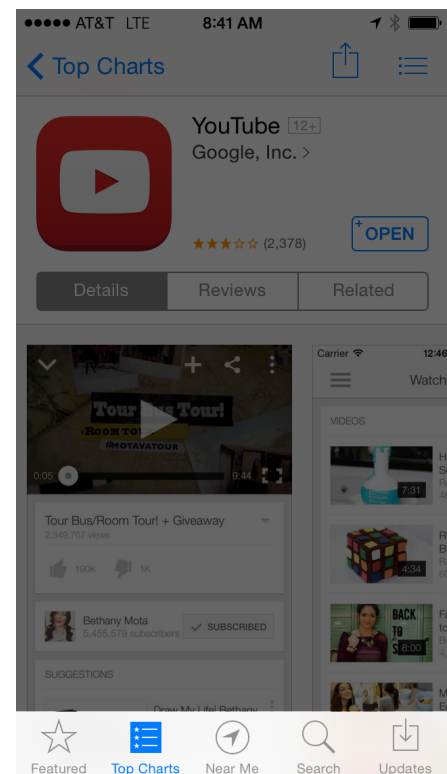 AT&T LTE 8:41 AM
Top Charts
YouTube 12+
Google, Inc. >
(2,378)
+ OPEN
Details Reviews Related
Tour Bus Tour!
ROOM TO
#MOTAVATOUR
0:05 9:44
Tour Bus/Room Tour! + Giveaway
2,349,767 views
190K 1K
Bethany Mota
5,455,579 subscribers
SUBSCRIBED
SUGGESTIONS
Draw My Life| Bethany
Carrier 12:46
Watch
VIDEOS
7:31
4:34
BACK
TO
8:00
Featured Top Charts Near Me Search Updates